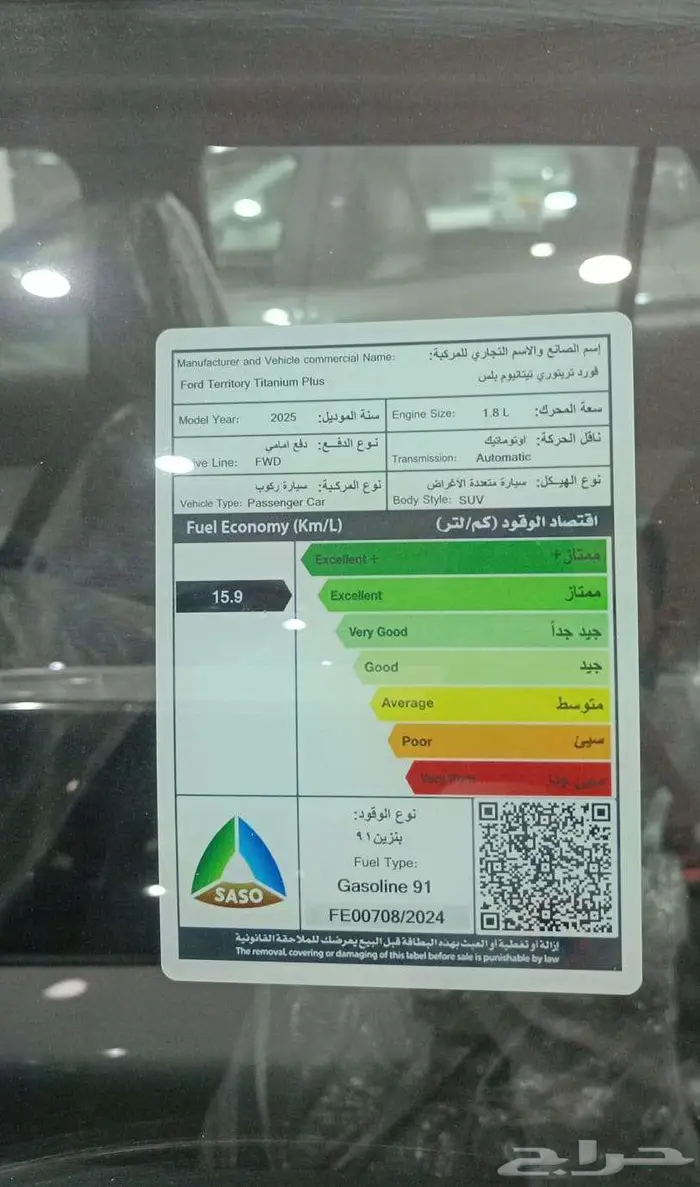 إسم الصانع والاسم التجاري للمركبة:
Manufacturer and Vehicle commercial Name:
فورد تريتوري تيتانيوم بلس
Ford Territory Titanium Plus
Model Year: 2025 سنة الموديل:
Engine Size: 1.8 L سعة المحرك:
نوع الدفع: دفع امامي
ive Line: FWD
ناقل الحركة: اوتوماتيك
Transmission: Automatic
نوع المركبة: سيارة ركوب
Vehicle Type: Passenger Car
نوع الهيكل: سيارة متعددة الأغراض
Body Style: SUV
Fuel Economy (Km/L) اقتصاد الوقود (كم/لتر)
Excellent + ممتاز+
15.9
Excellent ممتاز
Very Good جيد جداً
Good جيد
Average متوسط
Poor سيئ
Very
نوع الوقود:
بنزين ٩١
Fuel Type:
Gasoline 91
FE00708/2024
SASO
إزالة أو تغطية أو العبث بهذه البطاقة قبل البيع يعرضك للملاحقة القانونية
The removal, covering or damaging of this label before sale is punishable by law
حراج